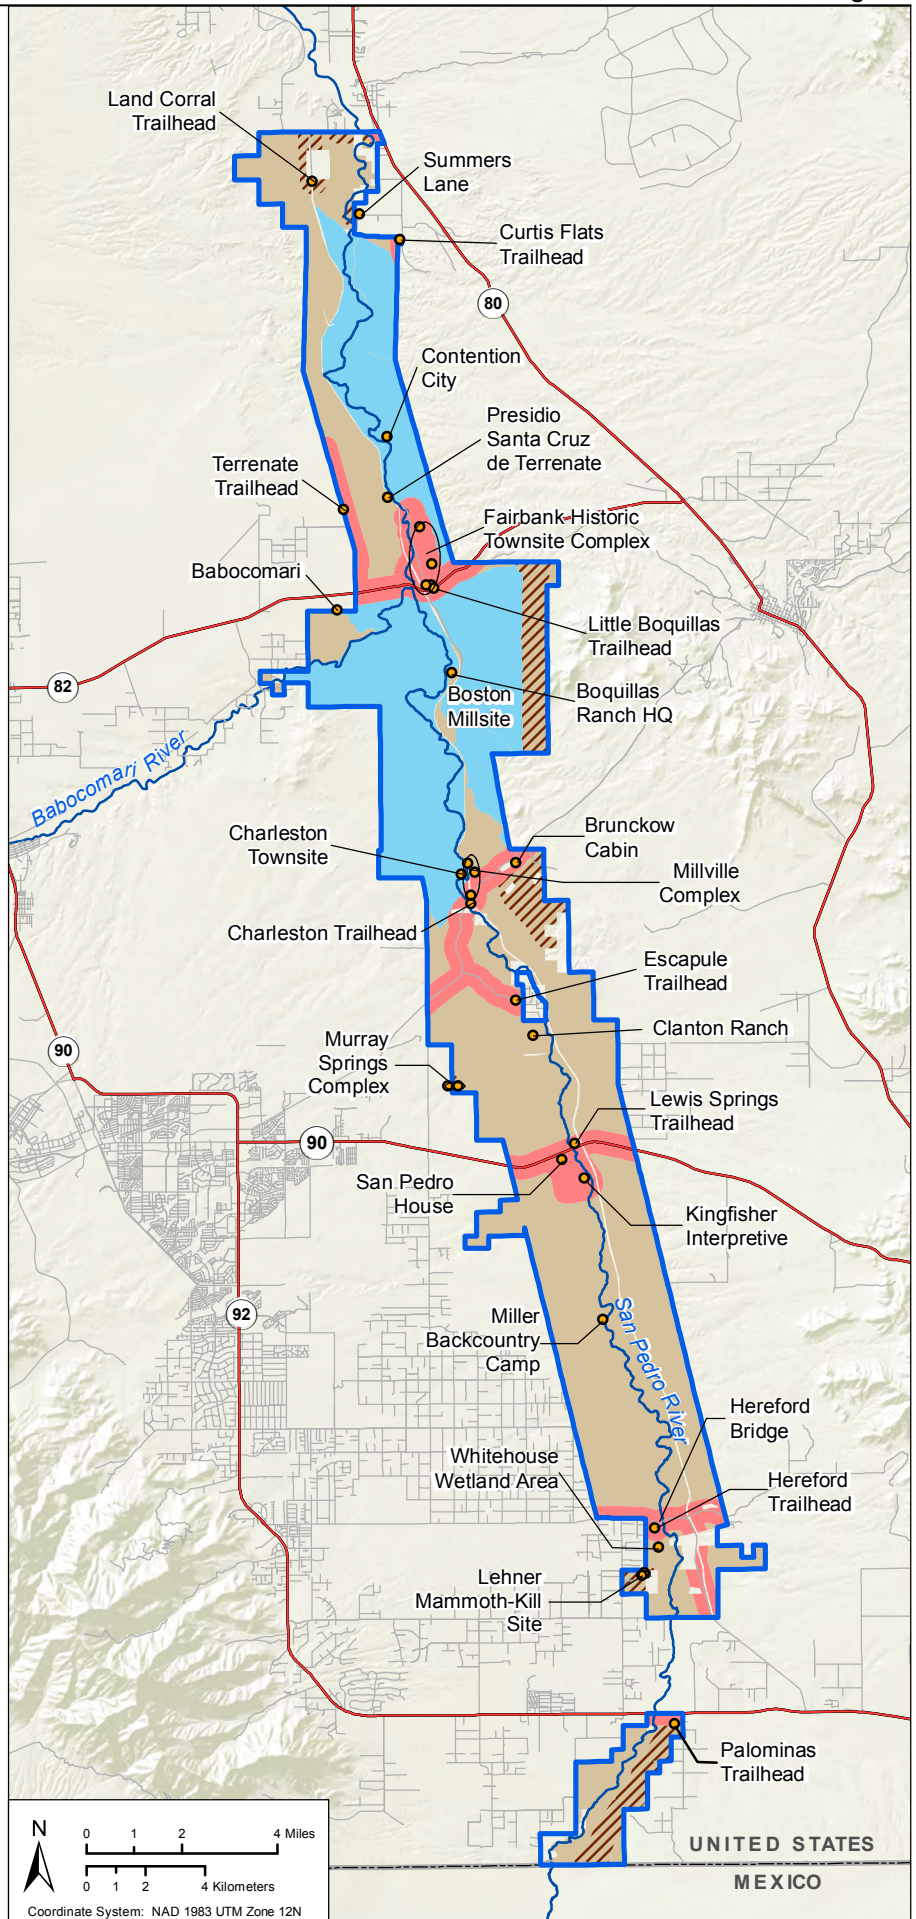 Land Corral
Trailhead
Summers
Lane
Curtis Flats
Trailhead
80
Contention
City
Presidio
Santa Cruz
de Terrenate
Terrenate
Trailhead
Fairbank Historic
Townsite Complex
Babocomari
Little Boquillas
Trailhead
82
Boston
Millsite
Boquillas
Ranch HQ
Babocomari River
Charleston
Townsite
Brunckow
Cabin
Millville
Complex
Charleston Trailhead
Escapule
Trailhead
Clanton Ranch
90
Murray
Springs
Complex
Lewis Springs
Trailhead
90
San Pedro
House
Kingfisher
Interpretive
92
Miller
Backcountry
Camp
San Pedro River
Hereford
Bridge
Whitehouse
Wetland Area
Hereford
Trailhead
Lehner
Mammoth-Kill
Site
Palominas
Trailhead
N
0 1 2 4 Miles
0 1 2 4 Kilometers
Coordinate System: NAD 1983 UTM Zone 12N
UNITED STATES
MEXICO